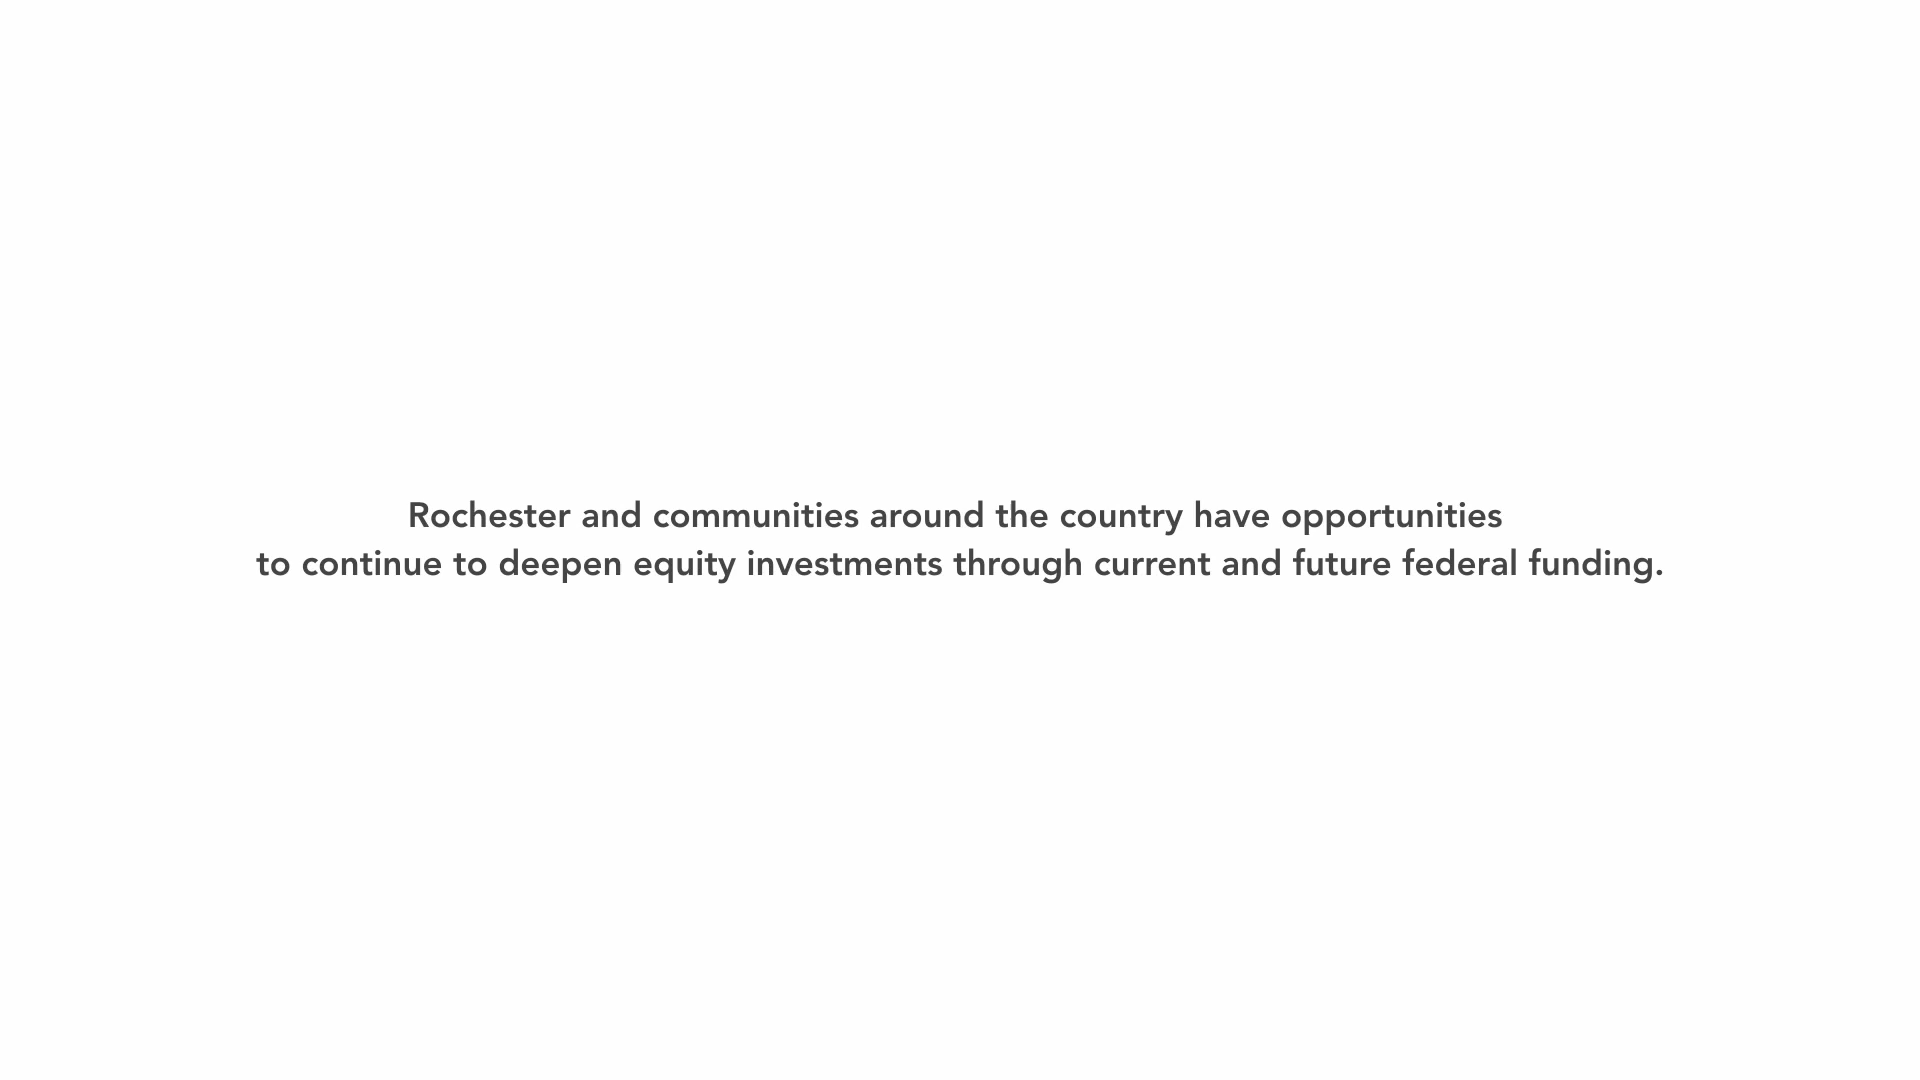 Rochester and communities around the country have opportunities
to continue to deepen equity investments through current and future federal funding.